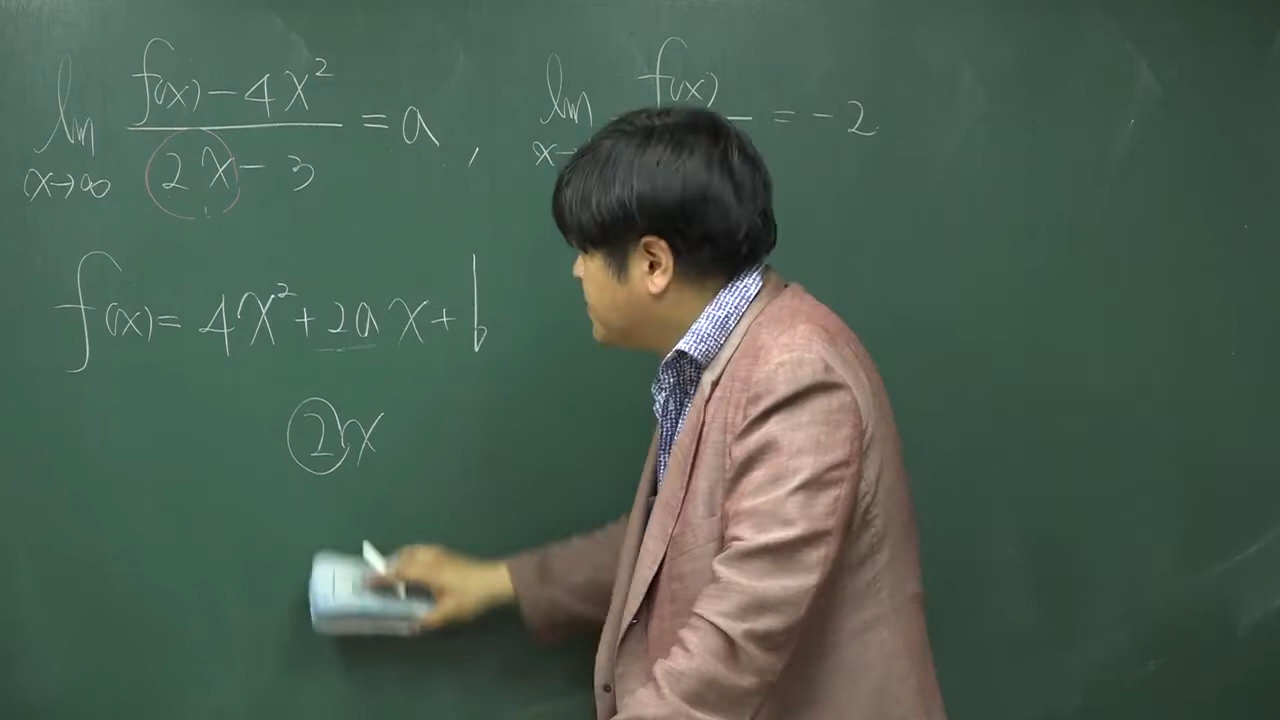 lim x→∞ (f(x) − 4x²)/(2x − 3) = a , lim x→ f(x)/ = −2
f(x) = 4x² + 2ax + b
2x